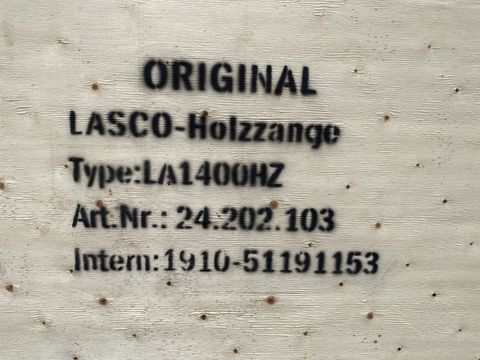 ORIGINAL
LASCO-Holzzange
Type:LA1400HZ
Art.Nr.: 24.202.103
Intern:1910-51191153